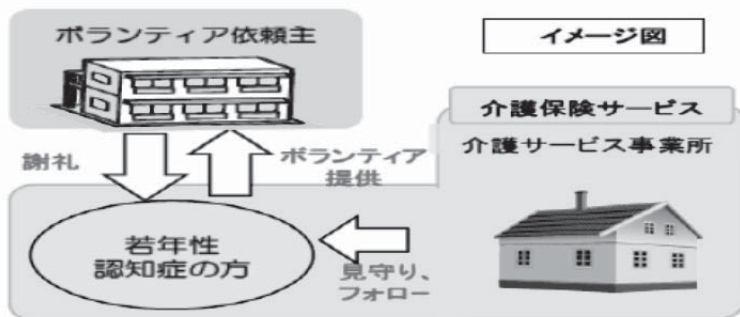 ボランティア依頼主
イメージ図
介護保険サービス
介護サービス事業所
謝礼
ボランティア
提供
若年性
認知症の方
見守り、
フォロー